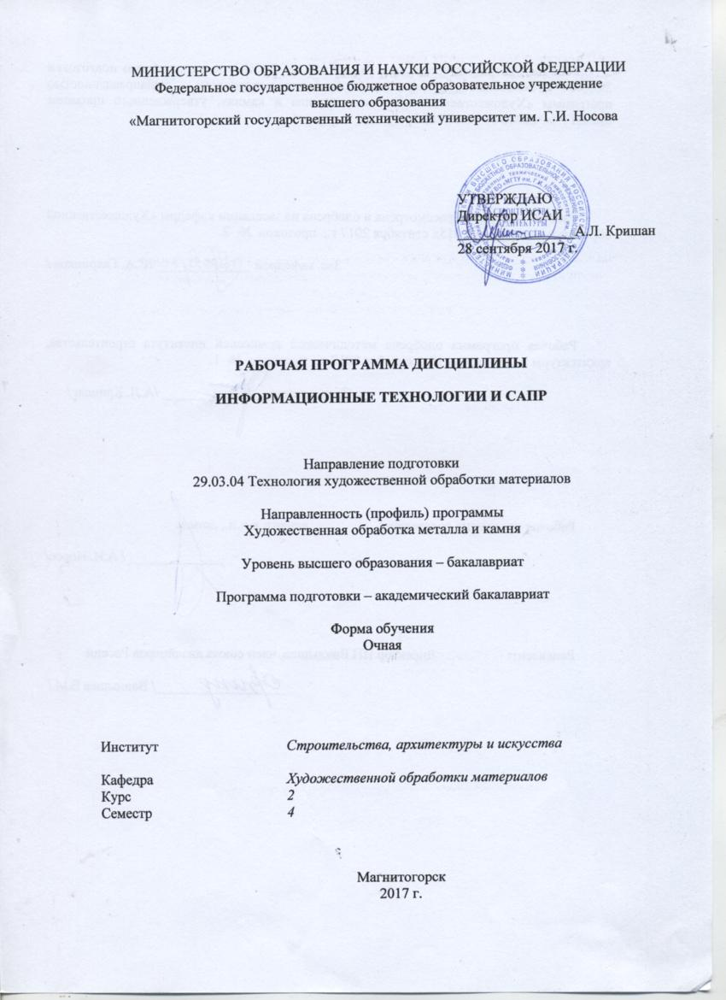 МИНИСТЕРСТВО ОБРАЗОВАНИЯ И НАУКИ РОССИЙСКОЙ ФЕДЕРАЦИИ
Федеральное государственное бюджетное образовательное учреждение
высшего образования
«Магнитогорский государственный технический университет им. Г.И. Носова
УТВЕРЖДАЮ
Директор ИСАИ
А.Л. Кришан
28 сентября 2017 г.
РАБОЧАЯ ПРОГРАММА ДИСЦИПЛИНЫ
ИНФОРМАЦИОННЫЕ ТЕХНОЛОГИИ И САПР
Направление подготовки
29.03.04 Технология художественной обработки материалов
Направленность (профиль) программы
Художественная обработка металла и камня
Уровень высшего образования – бакалавриат
Программа подготовки – академический бакалавриат
Форма обучения
Очная
Институт Строительства, архитектуры и искусства
Кафедра Художественной обработки материалов
Курс 2
Семестр 4
Магнитогорск
2017 г.